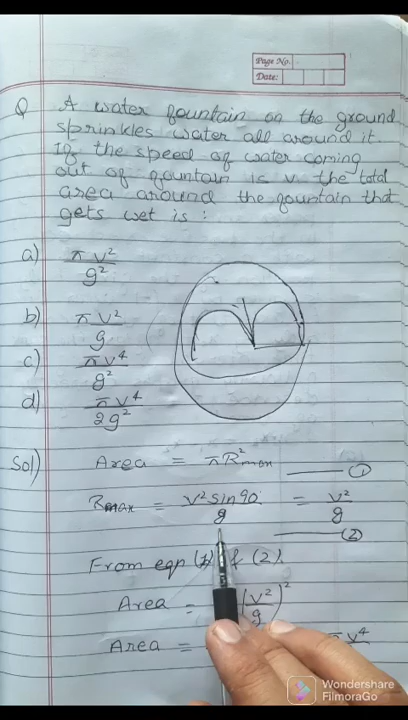 Page No.
Date:
Q A water fountain on the ground
sprinkles water all around it.
If the speed of water coming
out of fountain is v. the total
area around the fountain that
gets wet is :
a) πv²/g²
b) πv²/g
c) πv⁴/g²
d) πv⁴/2g²
Sol) Area = πR²max ——— ①
Rmax = v²sin90/g = v²/g
——— ②
From eqn (1) & (2).
Area = (v²/g)²
Area = πv⁴
Wondershare
FilmoraGo